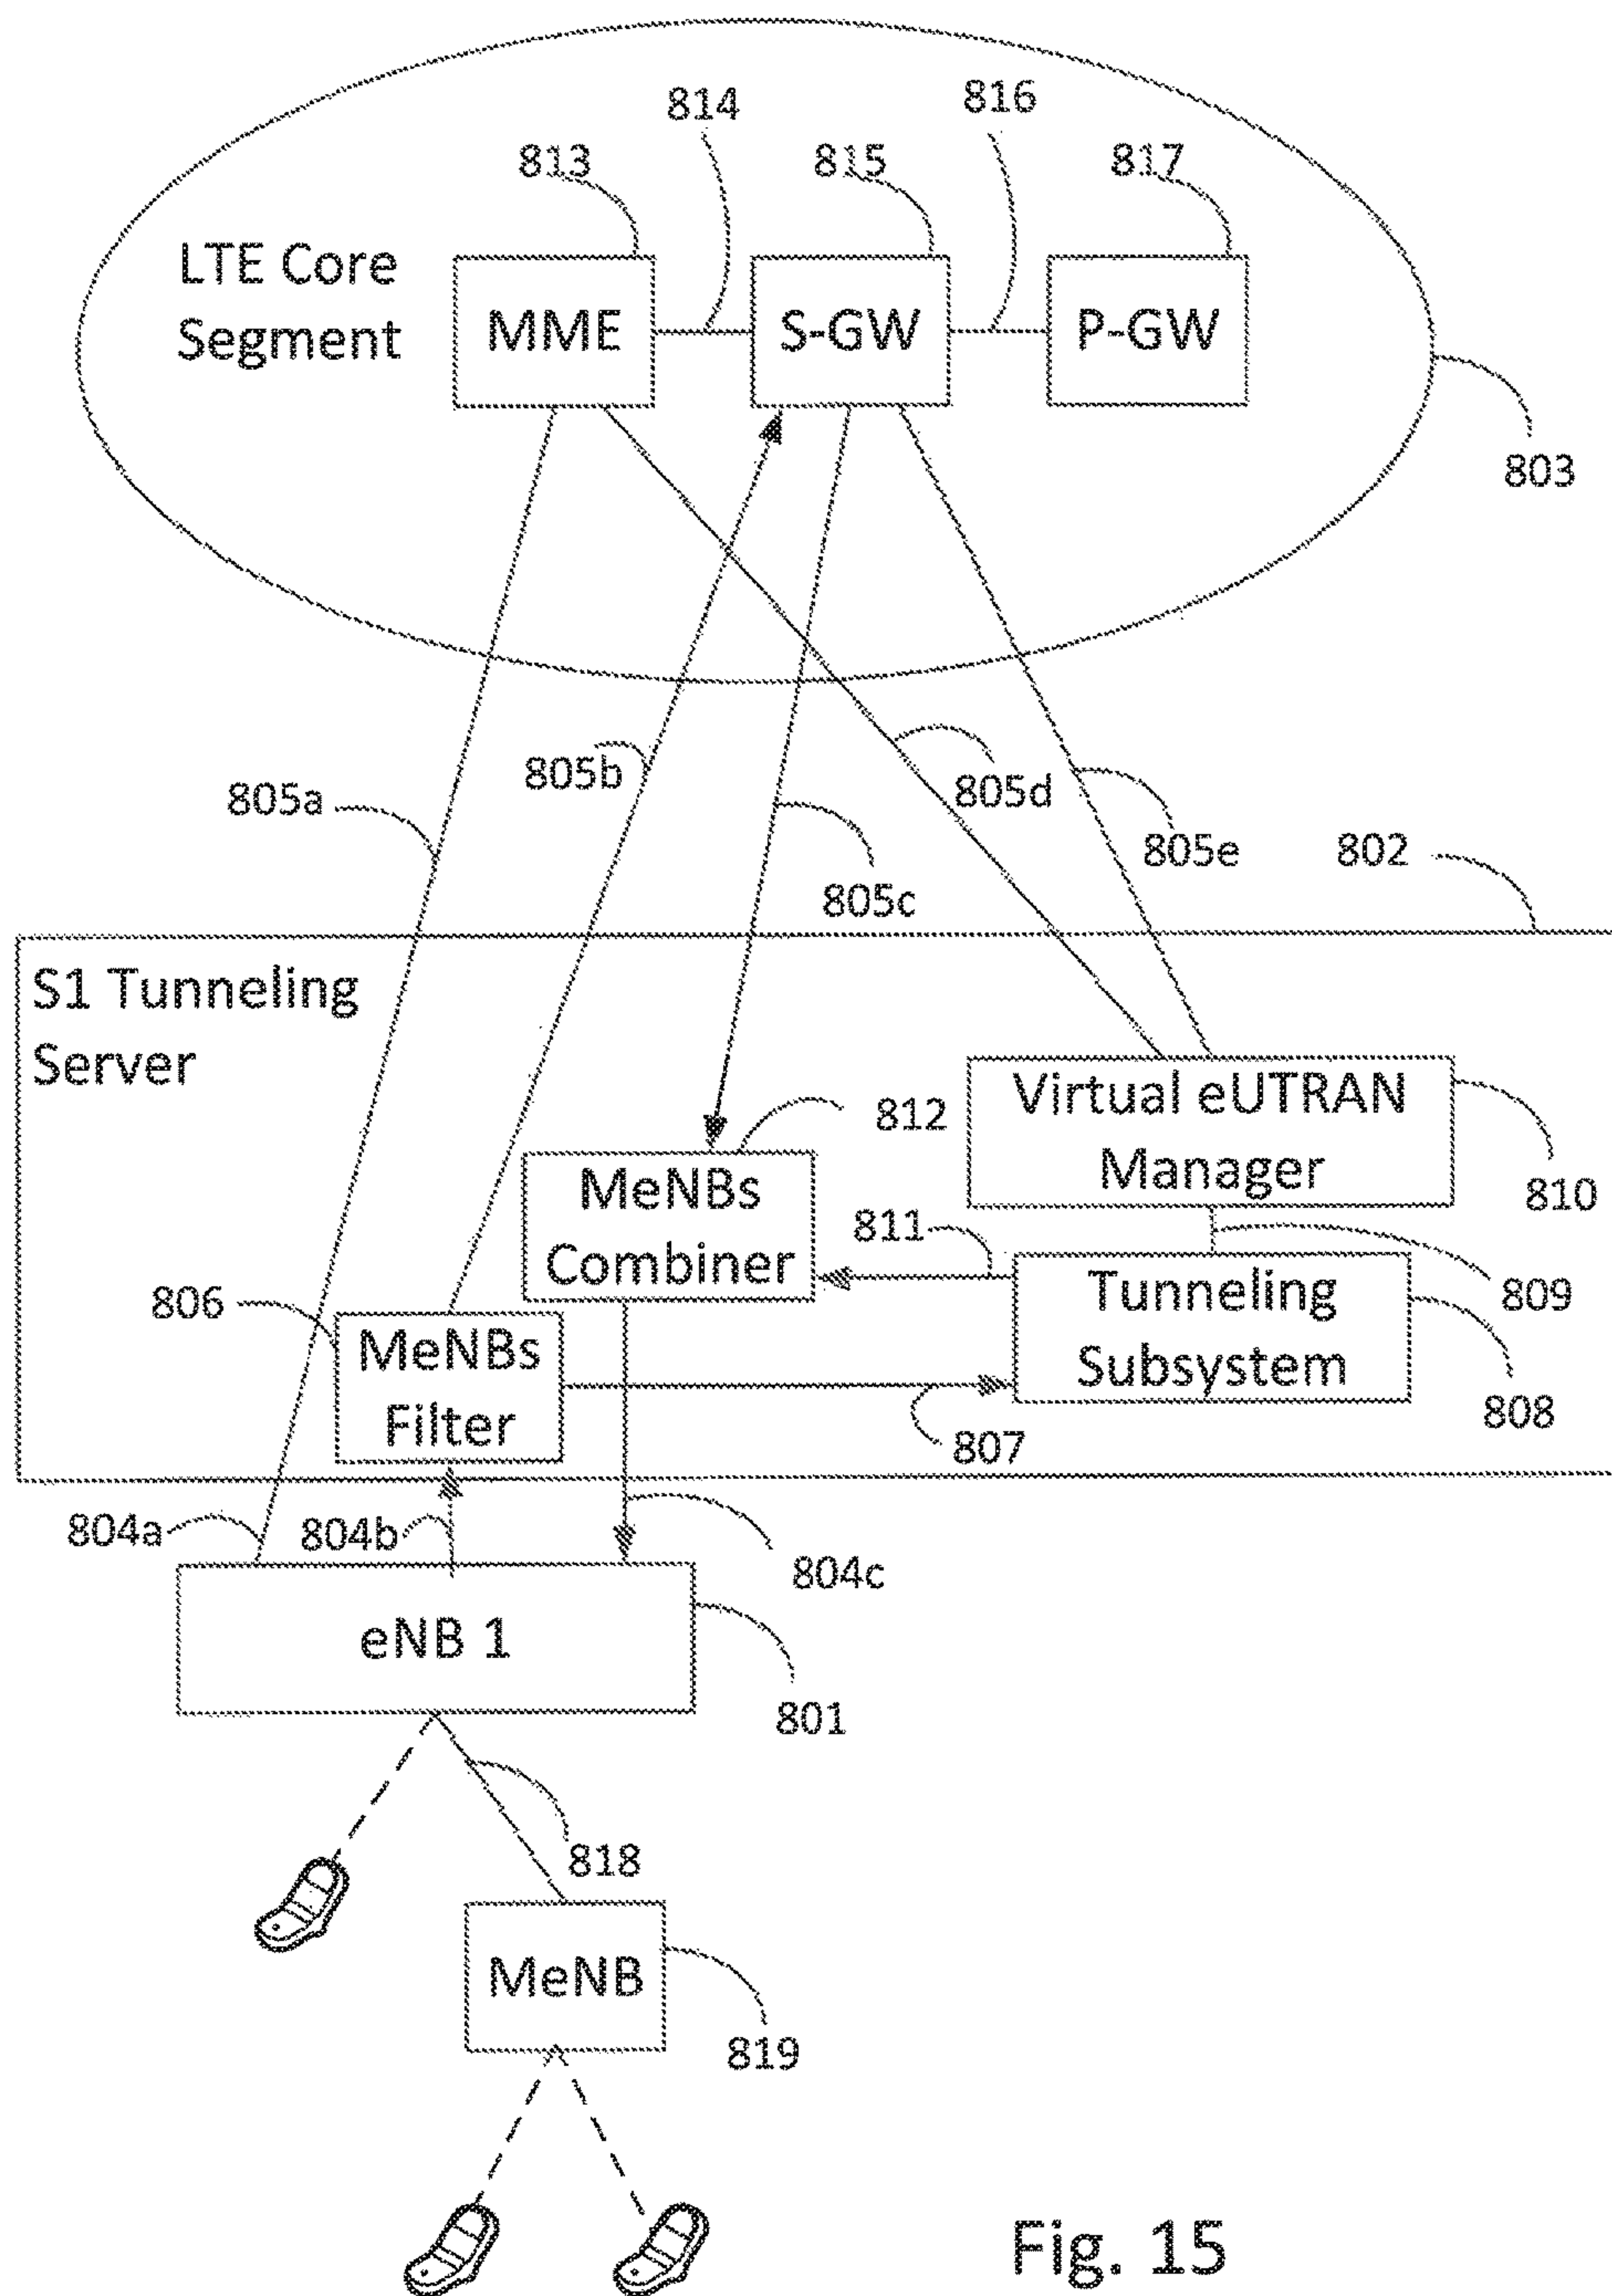 814
816
813
815
817
LTE Core
Segment
MME
S-GW
P-GW
803
805a
805b
805c
805d
805e
802
S1 Tunneling
Server
Virtual eUTRAN
Manager
810
812
MeNBs
Combiner
811
809
Tunneling
Subsystem
808
806
MeNBs
Filter
807
804a
804b
804c
eNB 1
801
818
MeNB
819
Fig. 15